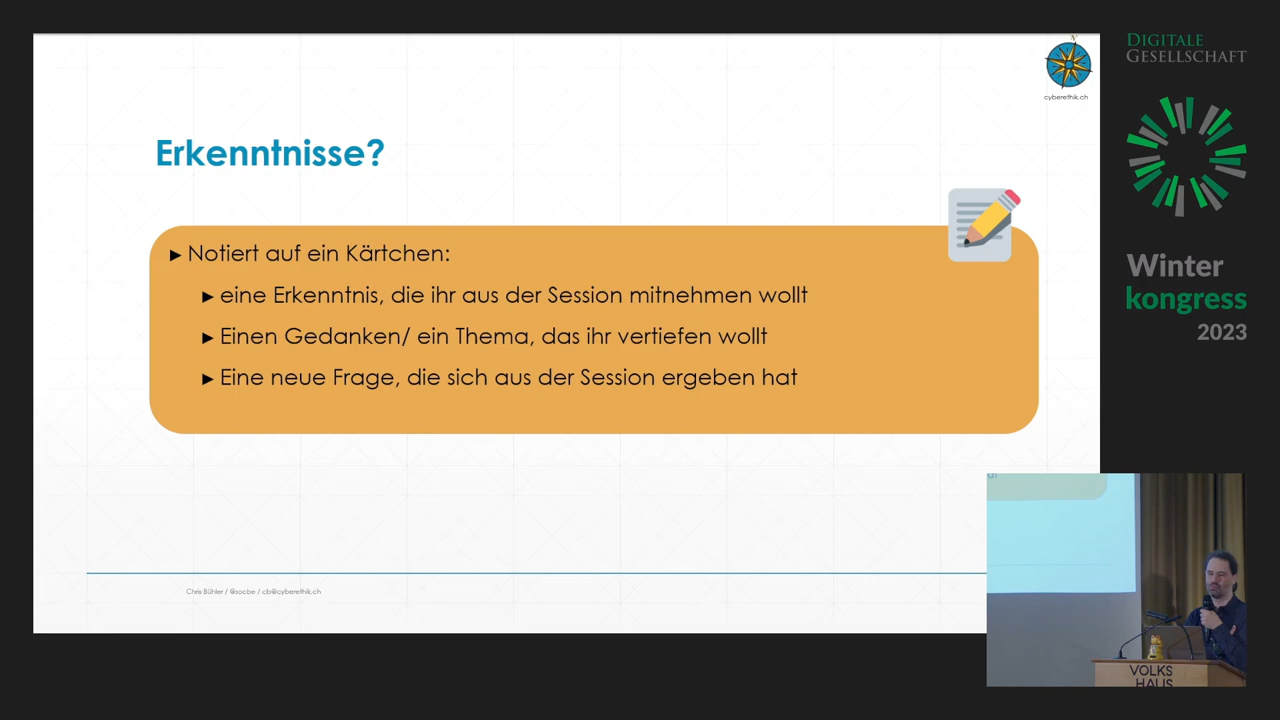 N
cyberethik.ch
Erkenntnisse?
► Notiert auf ein Kärtchen:
► eine Erkenntnis, die ihr aus der Session mitnehmen wollt
► Einen Gedanken/ ein Thema, das ihr vertiefen wollt
► Eine neue Frage, die sich aus der Session ergeben hat
Chris Bühler / @socbe / cb@cyberethik.ch
DIGITALE
GESELLSCHAFT
Winter
kongress
2023
VOLKS
HAUS